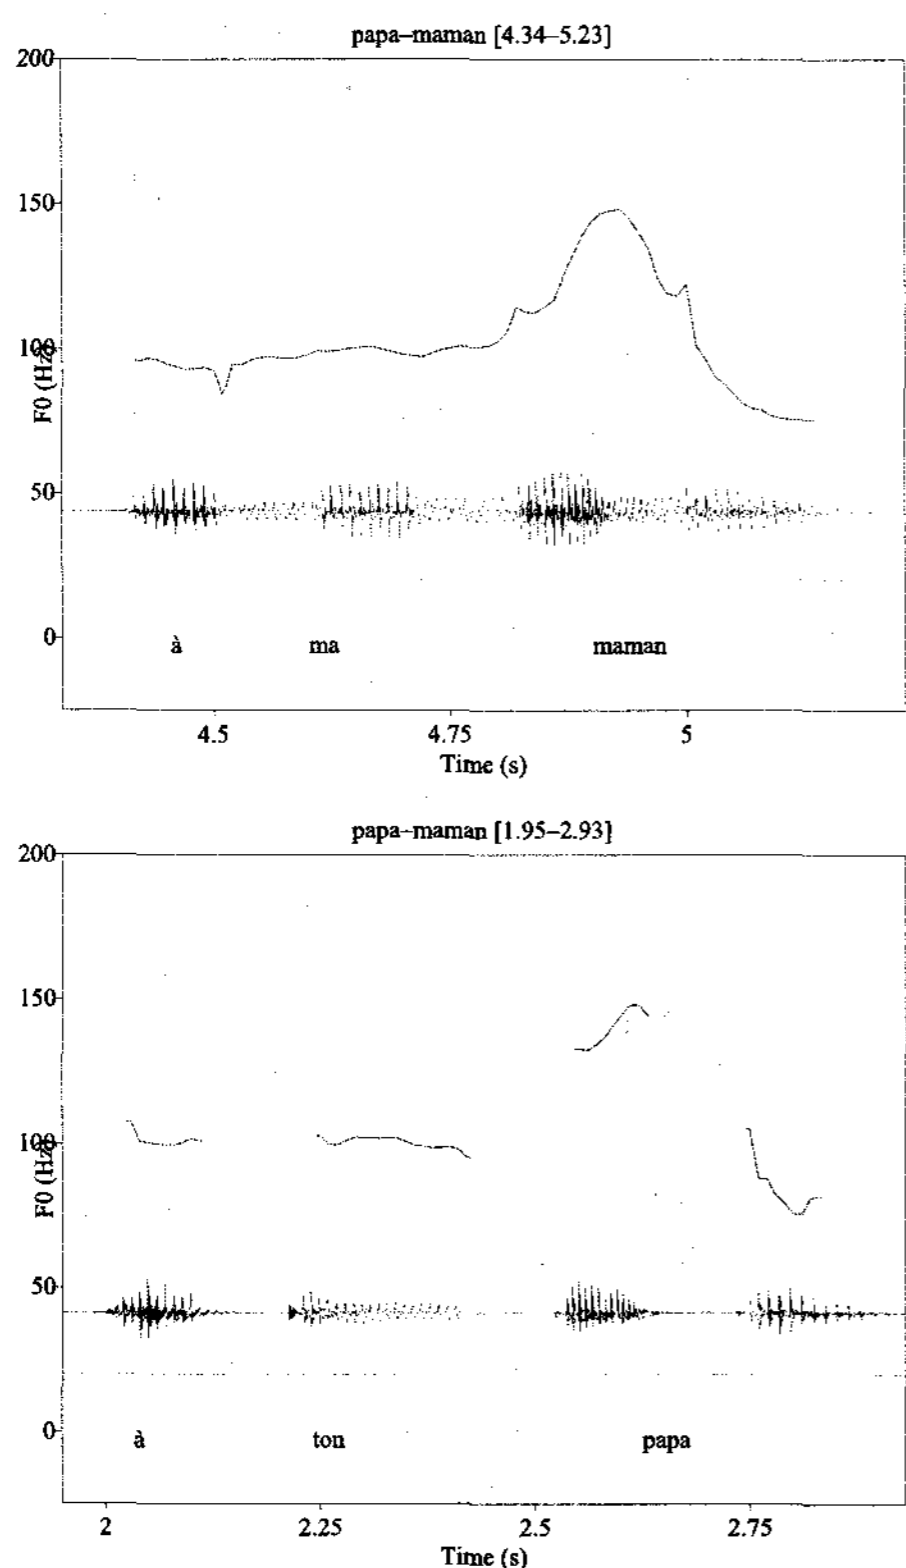 papa–maman [4.34–5.23]
200
150
100
F0 (Hz)
50
0
à ma maman
4.5 4.75 5
Time (s)
papa–maman [1.95–2.93]
200
150
100
F0 (Hz)
50
0
à ton papa
2 2.25 2.5 2.75
Time (s)